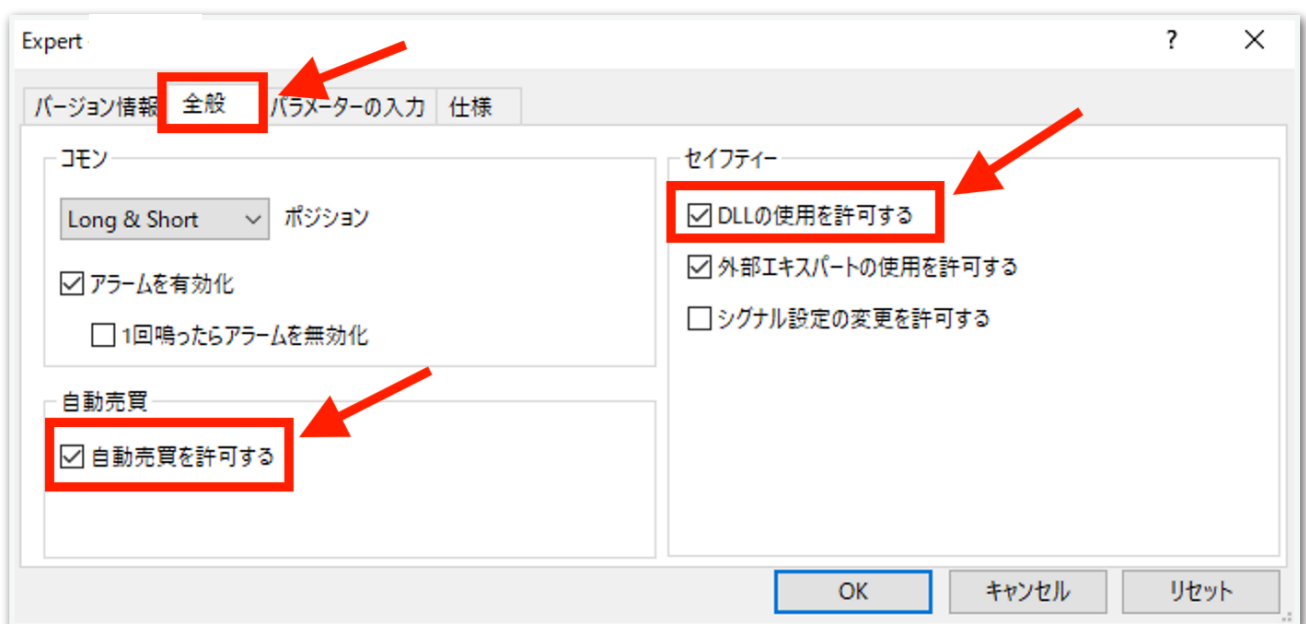 Expert
?
バージョン情報 全般 パラメーターの入力 仕様
コモン
Long & Short ポジション
アラームを有効化
1回鳴ったらアラームを無効化
自動売買
自動売買を許可する
セイフティー
DLLの使用を許可する
外部エキスパートの使用を許可する
シグナル設定の変更を許可する
OK キャンセル リセット